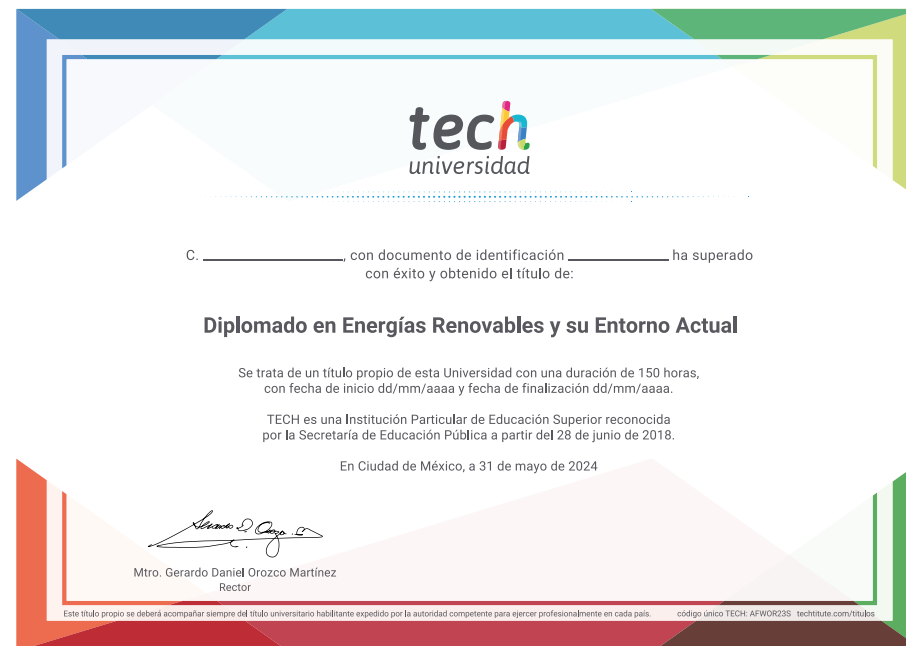 tech
universidad
C. ____________________, con documento de identificación ______________ ha superado
con éxito y obtenido el título de:
Diplomado en Energías Renovables y su Entorno Actual
Se trata de un título propio de esta Universidad con una duración de 150 horas,
con fecha de inicio dd/mm/aaaa y fecha de finalización dd/mm/aaaa.
TECH es una Institución Particular de Educación Superior reconocida
por la Secretaría de Educación Pública a partir del 28 de junio de 2018.
En Ciudad de México, a 31 de mayo de 2024
Mtro. Gerardo Daniel Orozco Martínez
Rector
Este título propio se deberá acompañar siempre del título universitario habilitante expedido por la autoridad competente para ejercer profesionalmente en cada país. código único TECH: AFWOR23S techtitute.com/titulos